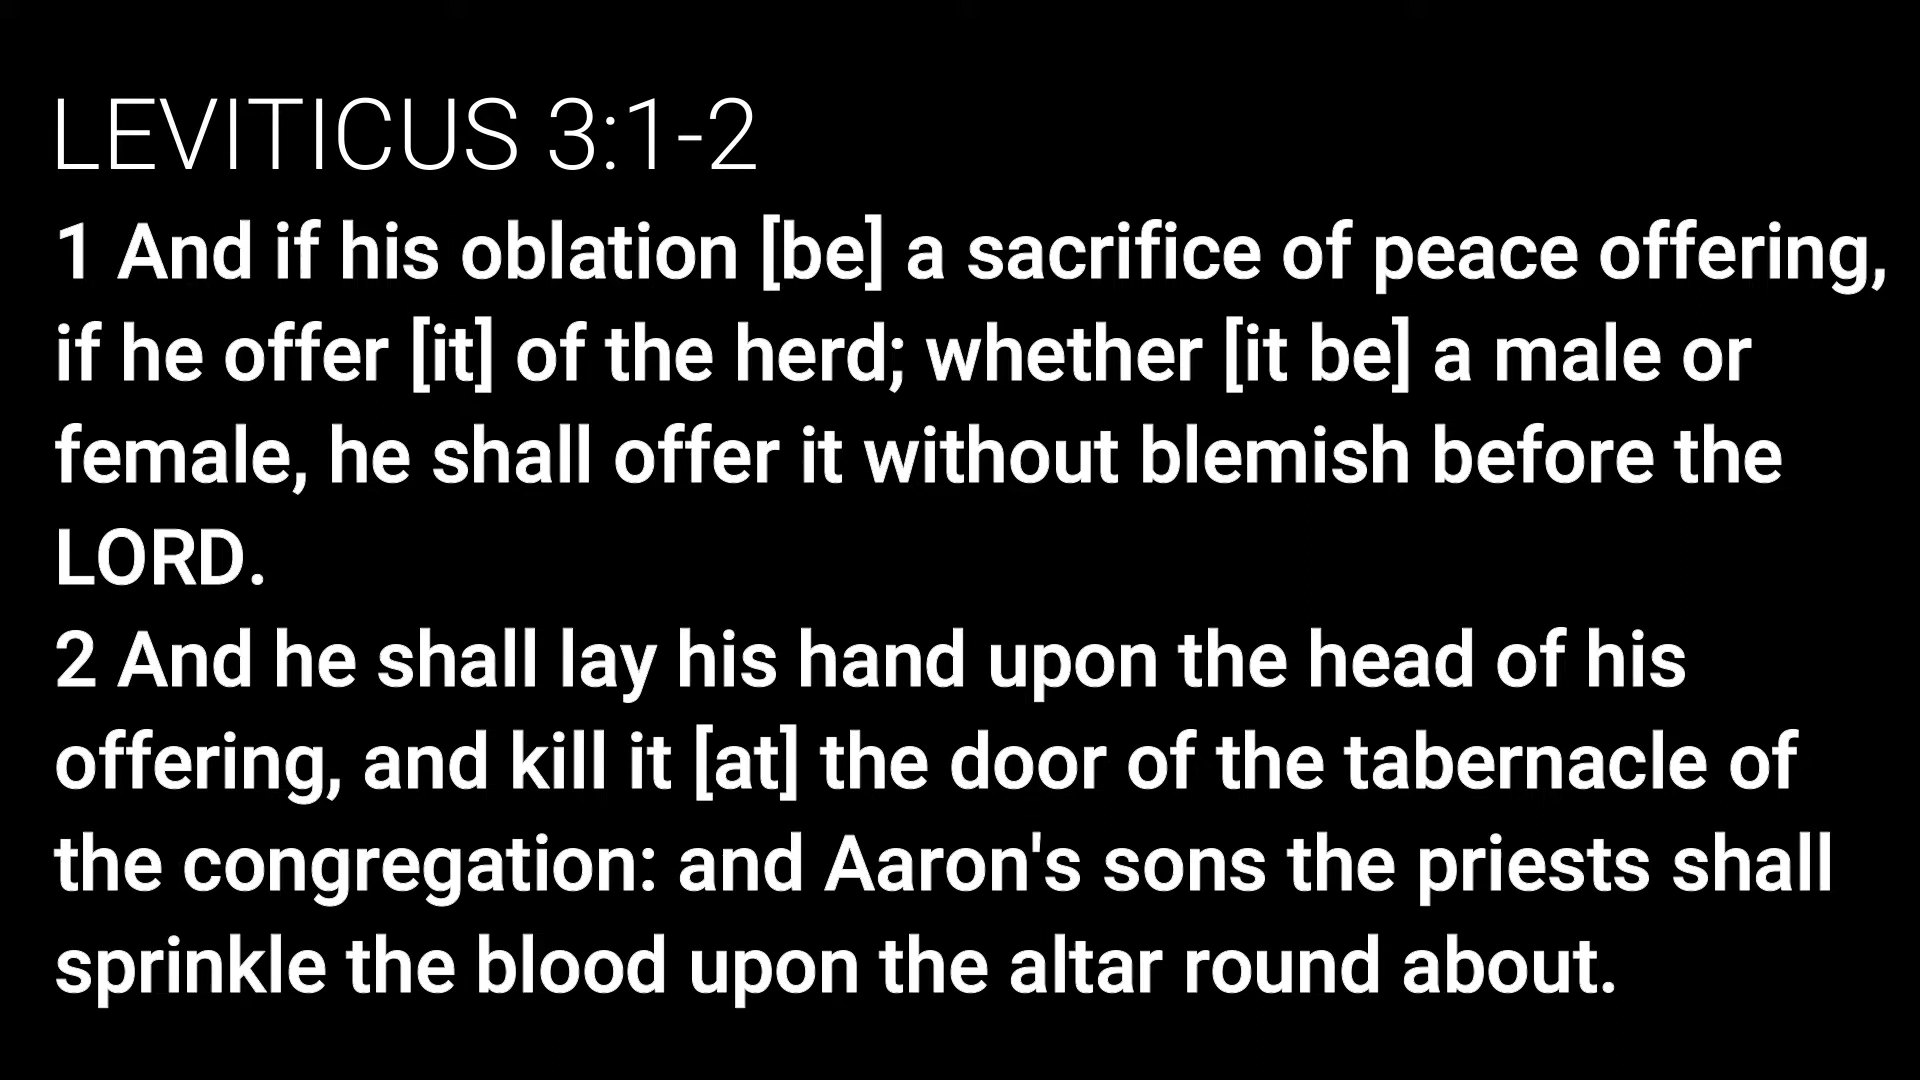 LEVITICUS 3:1-2
1 And if his oblation [be] a sacrifice of peace offering,
if he offer [it] of the herd; whether [it be] a male or
female, he shall offer it without blemish before the
LORD.
2 And he shall lay his hand upon the head of his
offering, and kill it [at] the door of the tabernacle of
the congregation: and Aaron's sons the priests shall
sprinkle the blood upon the altar round about.